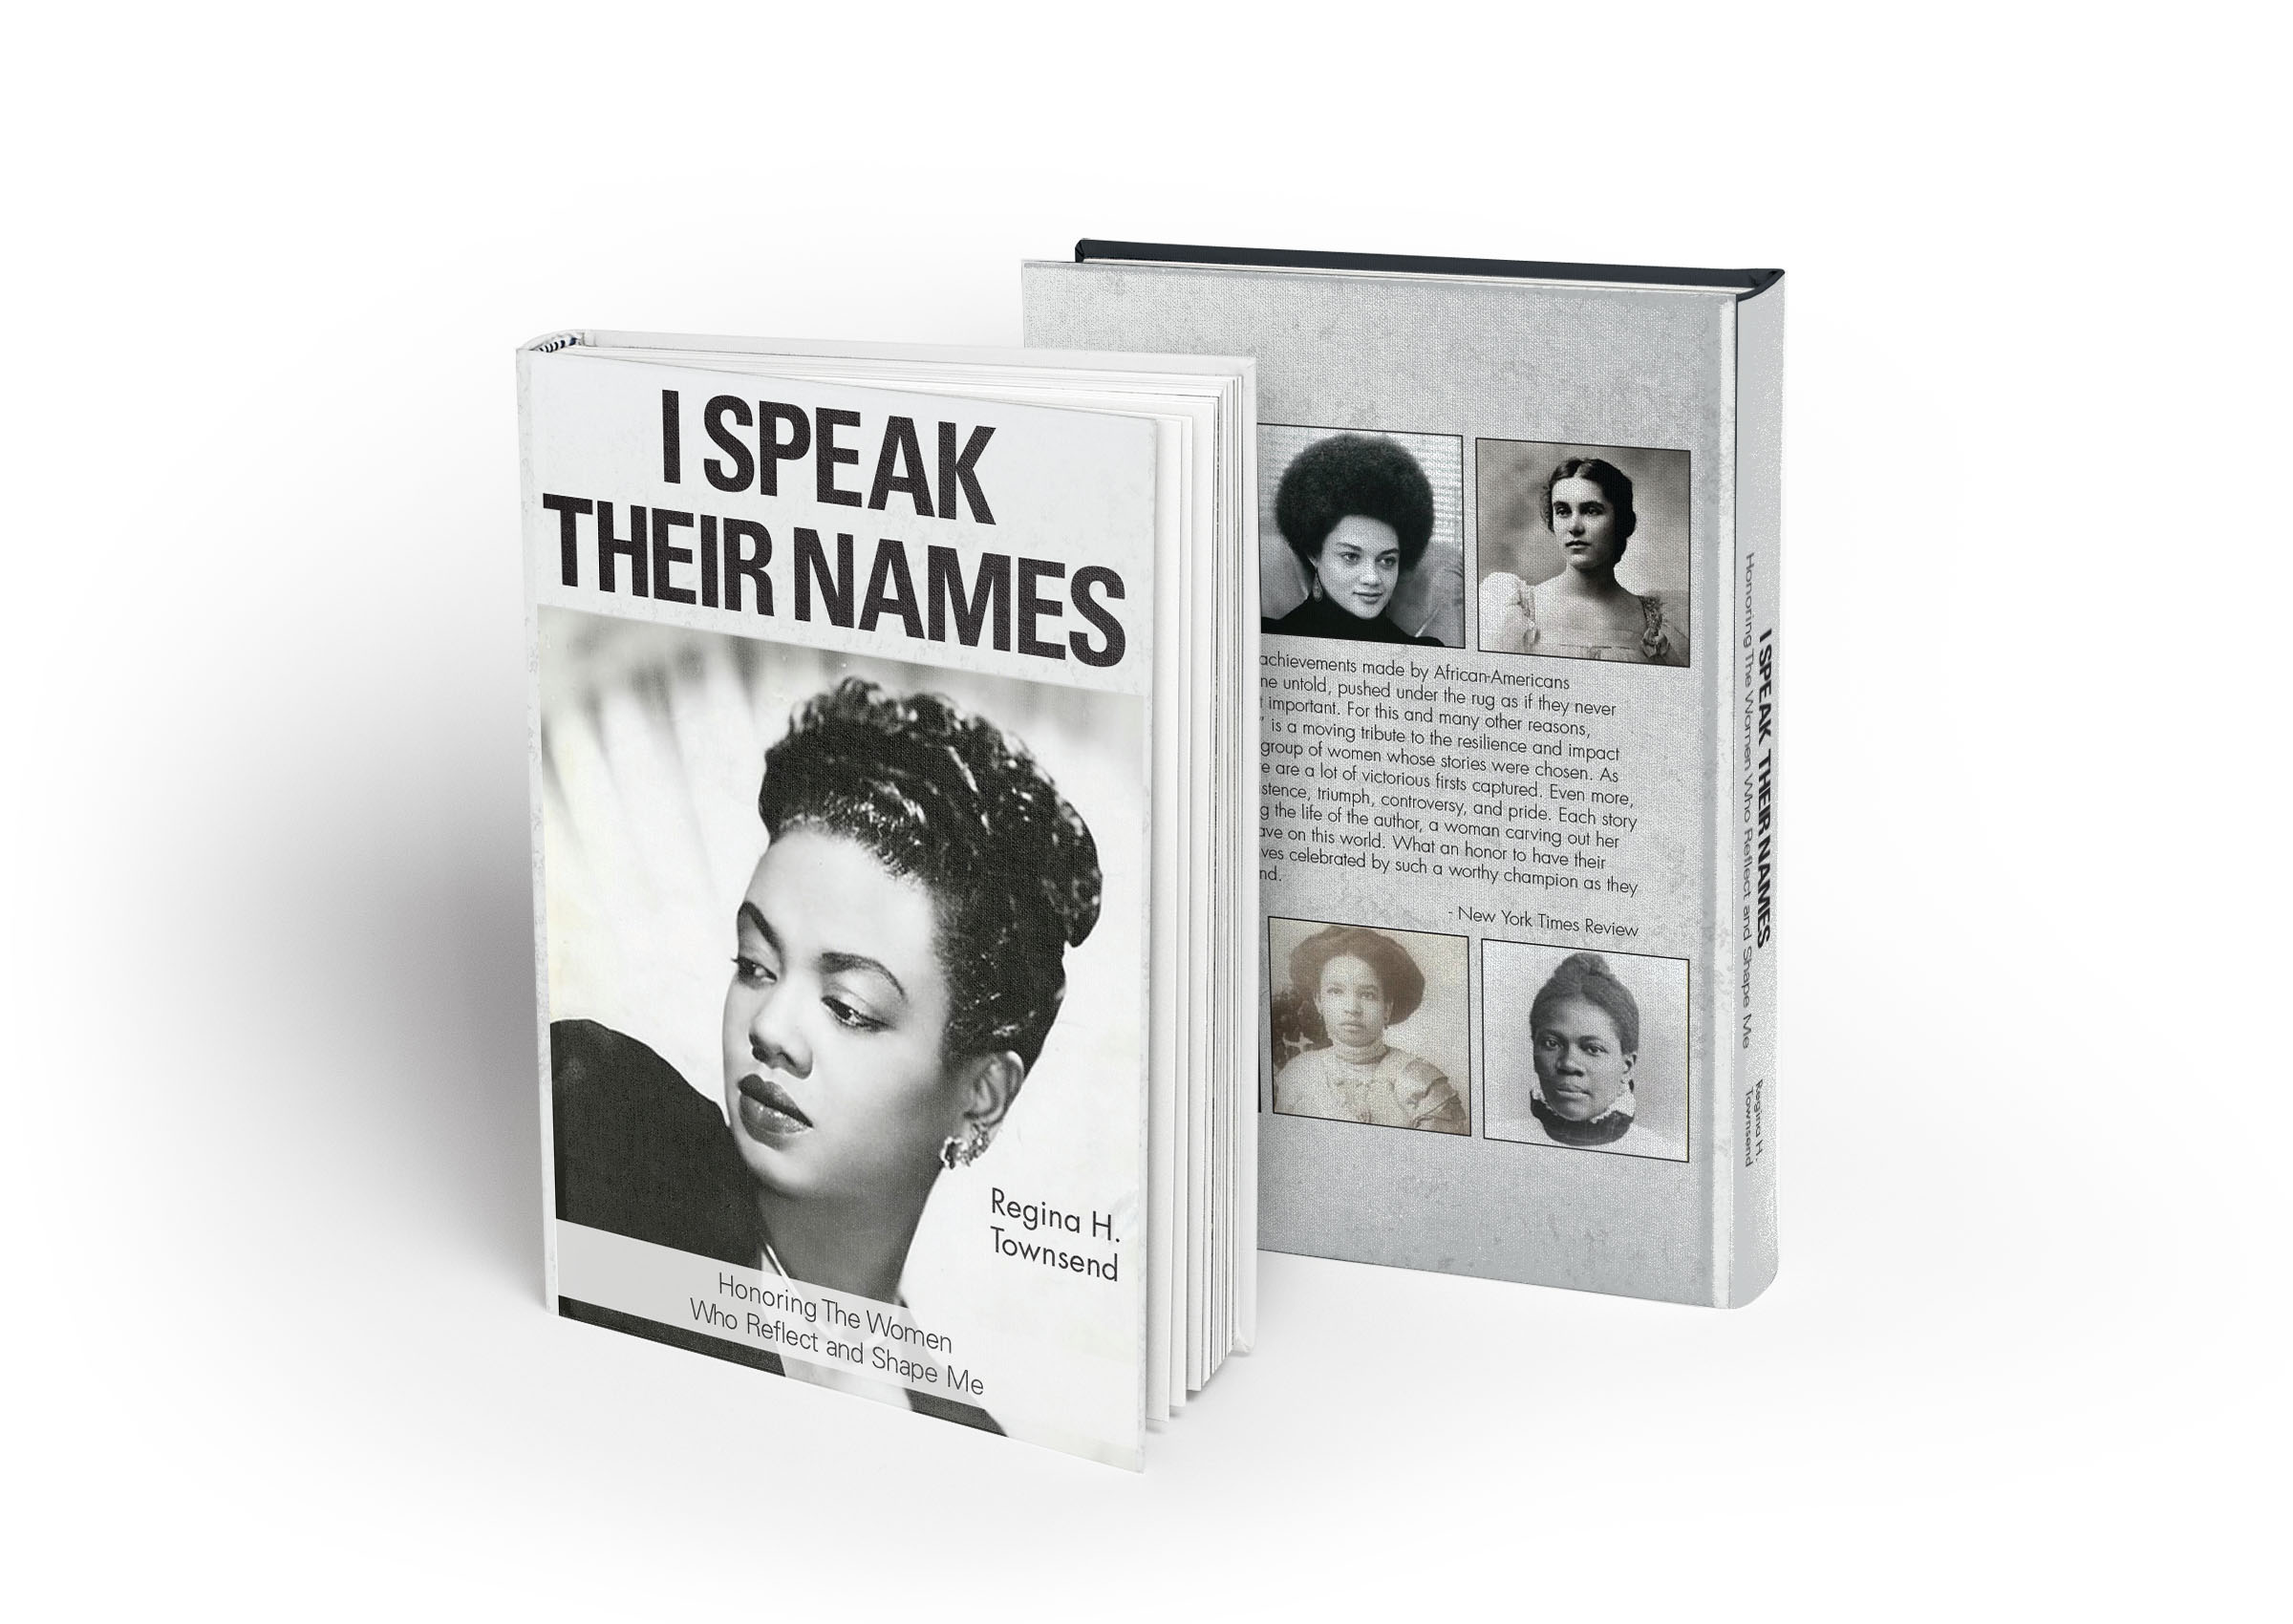 I SPEAK
THEIR NAMES
Regina H.
Townsend
Honoring The Women
Who Reflect and Shape Me
achievements made by African-Americans
untold, pushed under the rug as if they never
important. For this and many other reasons,
" is a moving tribute to the resilience and impact
group of women whose stories were chosen. As
are a lot of victorious firsts captured. Even more,
triumph, controversy, and pride. Each story
the life of the author, a woman carving out her
on this world. What an honor to have their
celebrated by such a worthy champion as they
- New York Times Review
I SPEAK THEIR NAMES
Honoring The Women Who Reflect and Shape Me
Regina H.
Townsend